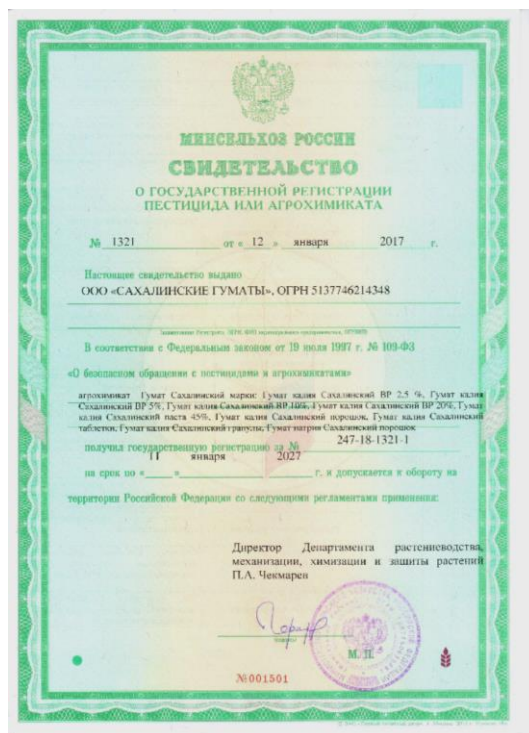 МИНСЕЛЬХОЗ РОССИИ
СВИДЕТЕЛЬСТВО
О ГОСУДАРСТВЕННОЙ РЕГИСТРАЦИИ
ПЕСТИЦИДА ИЛИ АГРОХИМИКАТА
№ 1321 от « 12 » января 2017 г.
Настоящее свидетельство выдано
ООО «САХАЛИНСКИЕ ГУМАТЫ», ОГРН 5137746214348
В соответствии с Федеральным законом от 19 июля 1997 г. № 109-ФЗ
«О безопасном обращении с пестицидами и агрохимикатами»
агрохимикат Гумат Сахалинский марки: Гумат калия Сахалинский ВР 2,5 %, Гумат калия
Сахалинский ВР 5%, Гумат калия Сахалинский ВР 10%, Гумат калия Сахалинский ВР 20%, Гумат
калия Сахалинский паста 45%, Гумат калия Сахалинский порошок, Гумат калия Сахалинский
таблетки, Гумат калия Сахалинский гранулы, Гумат натрия Сахалинский порошок
получил государственную регистрацию за № 247-18-1321-1
11 января 2027
на срок по « » г. и допускается к обороту на
территории Российской Федерации со следующими регламентами применения:
Директор Департамента растениеводства,
механизации, химизации и защиты растений
П.А. Чекмарев
М. П.
№001501